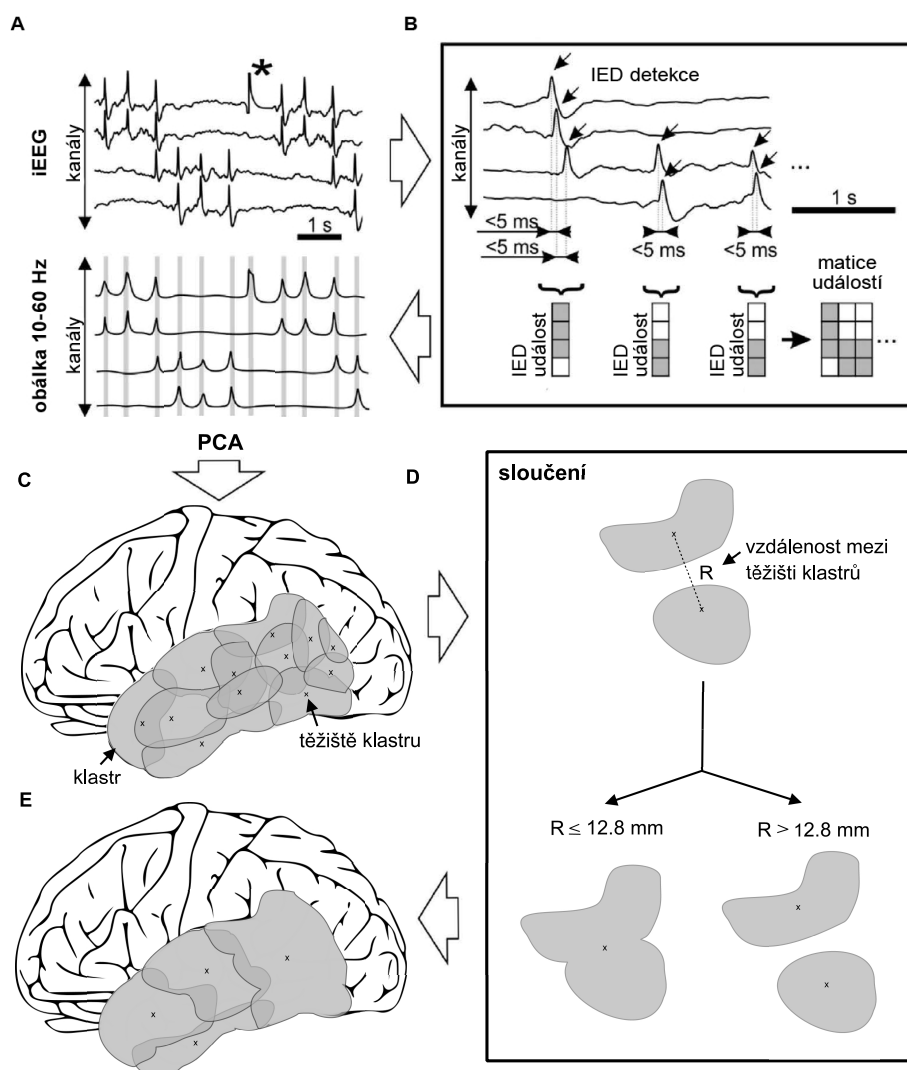 A
*
iEEG
kanály
1 s
B
IED detekce
kanály
...
1 s
<5 ms
<5 ms
<5 ms
<5 ms
IED
událost
IED
událost
IED
událost
matice
událostí
...
obálka 10-60 Hz
kanály
PCA
C
x
x
x
x
x
x
x
x
x
x
x
x
klastr
těžiště klastru
D
sloučení
x
R
vzdálenost mezi
těžišti klastrů
x
R ≤ 12.8 mm
R > 12.8 mm
x
x
x
E
x
x
x
x